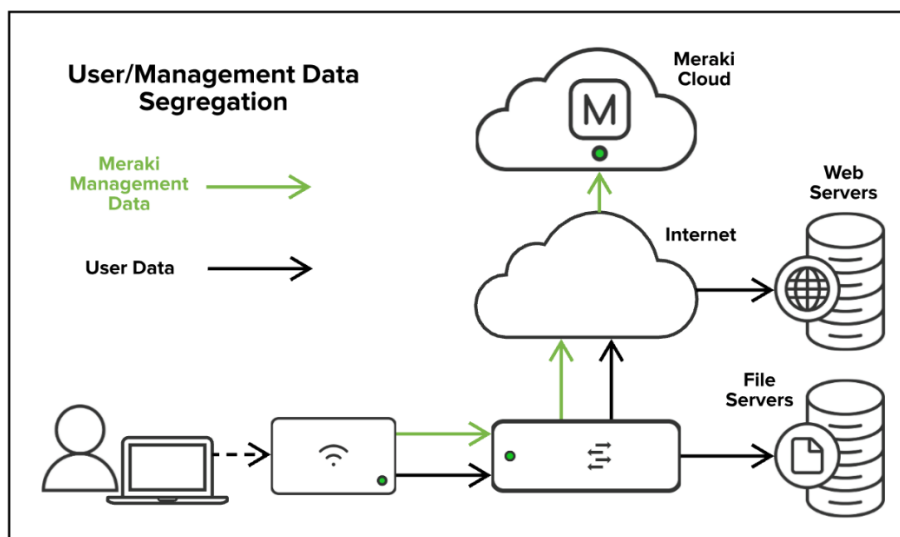 User/Management Data
Segregation
Meraki
Management
Data
User Data
Meraki
Cloud
M
Internet
Web
Servers
File
Servers